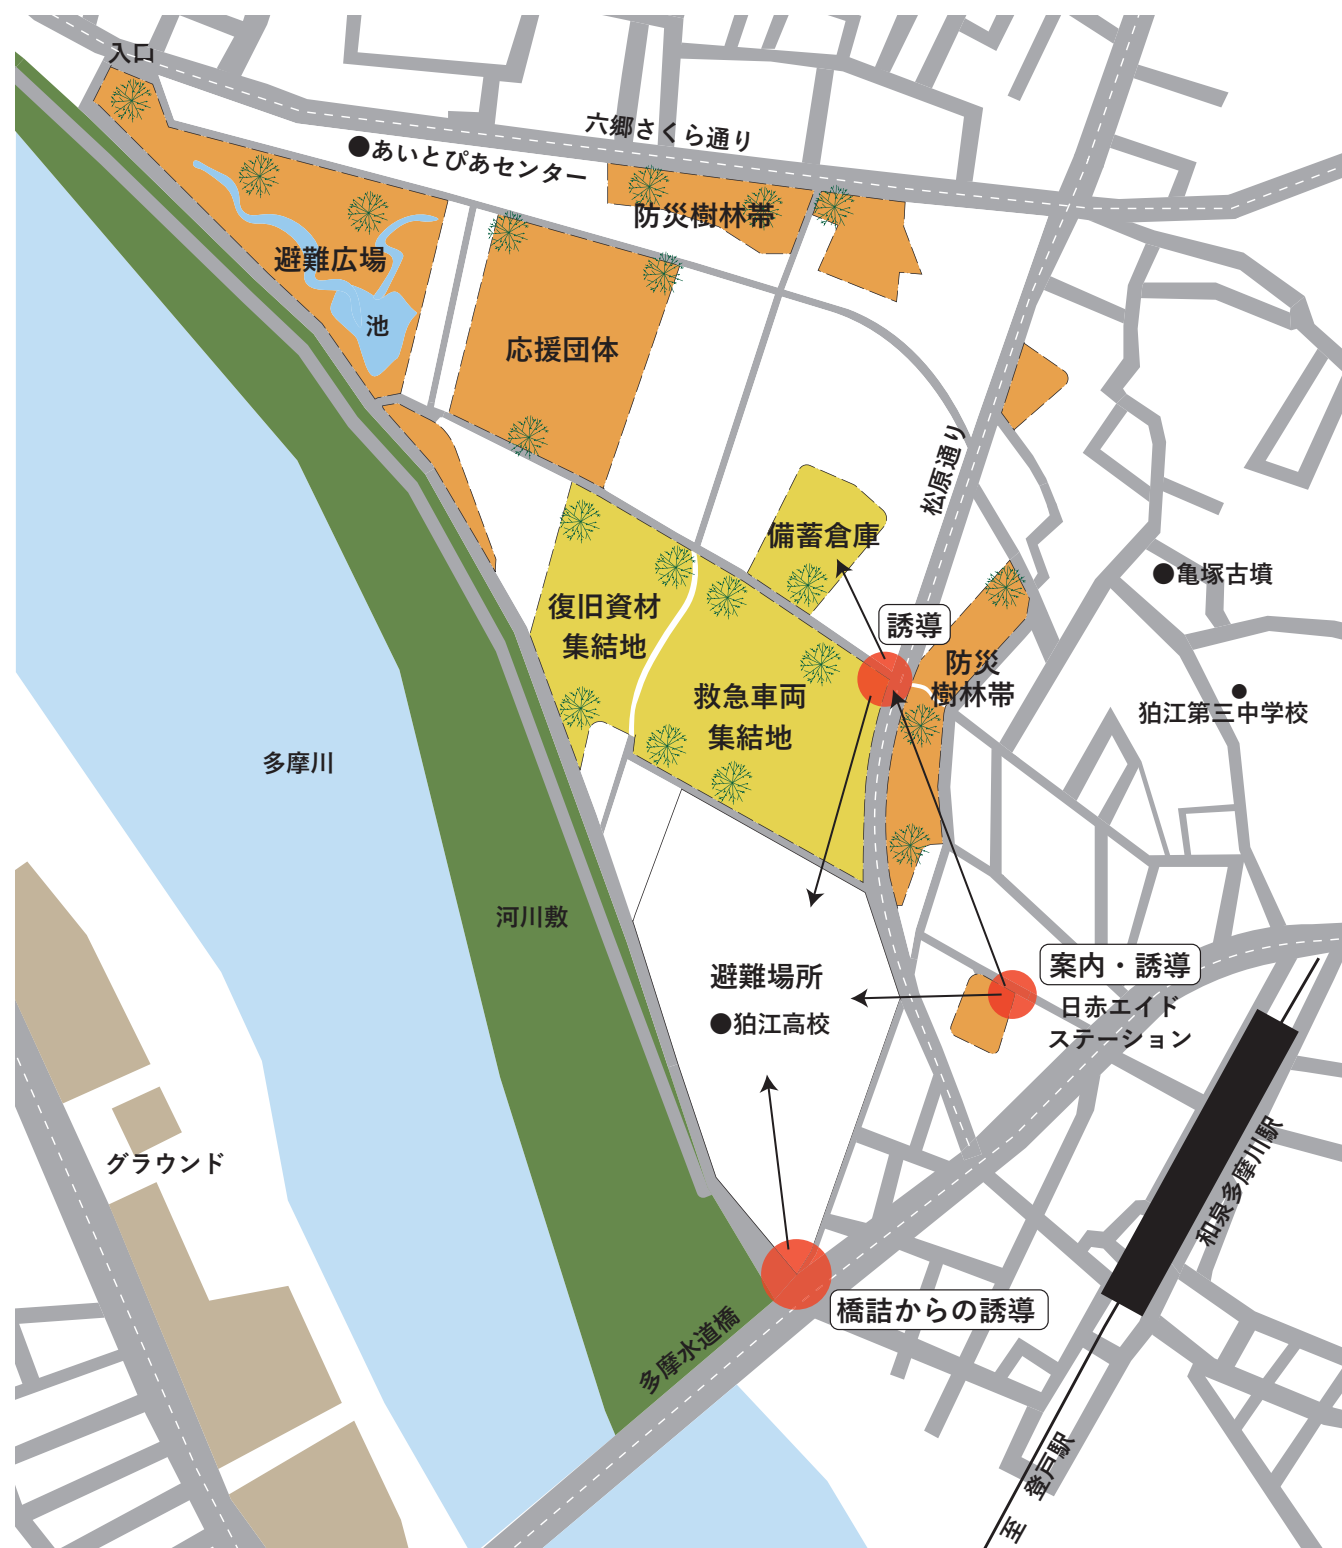 入口
六郷さくら通り
●あいとぴあセンター
防災樹林帯
避難広場
池
応援団体
松原通り
備蓄倉庫
●亀塚古墳
復旧資材
集結地
誘導
防災
樹林帯
救急車両
集結地
●
狛江第三中学校
多摩川
河川敷
避難場所
●狛江高校
案内・誘導
日赤エイド
ステーション
グラウンド
和泉多摩川駅
橋詰からの誘導
多摩水道橋
至 登戸駅